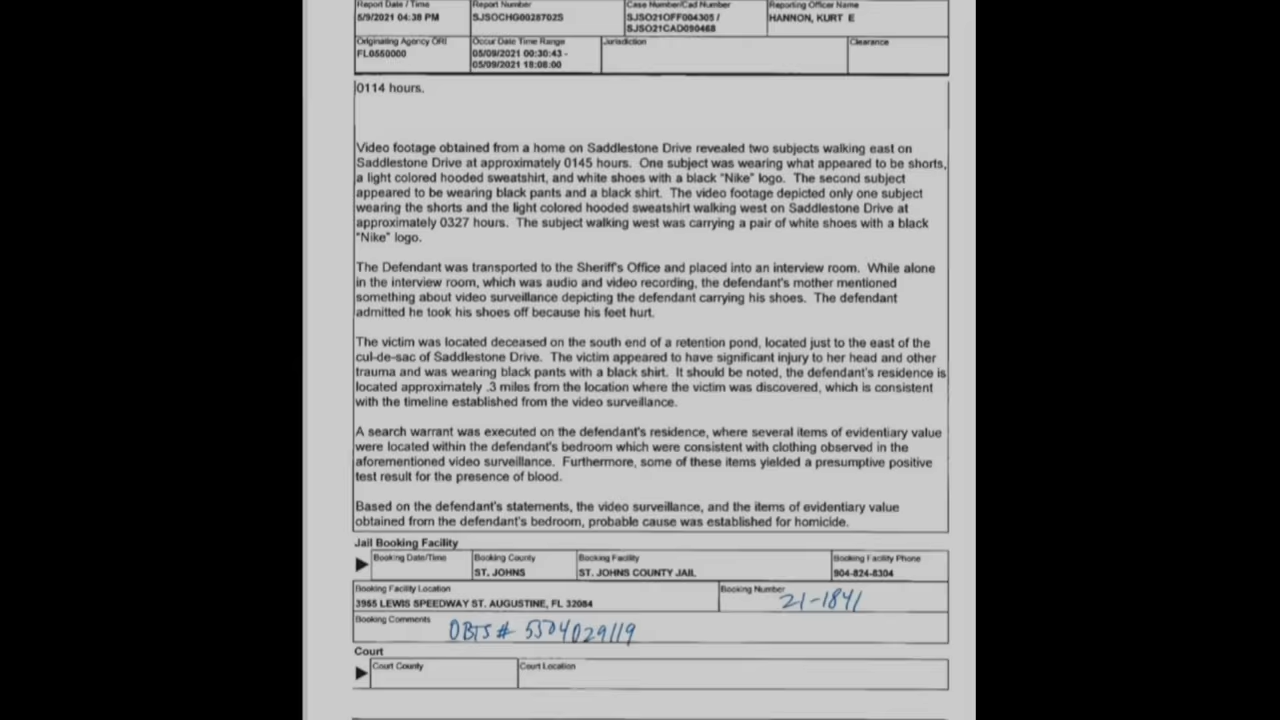 Report Date / Time
Report Number
Case Number/Cad Number
Reporting Officer Name
5/9/2021 04:38 PM
SJSOCHG0028702S
SJSO21OFF004305 /
SJSO21CAD090468
HANNON, KURT E
Originating Agency ORI
Occur Date Time Range
Jurisdiction
Clearance
FL0550000
05/09/2021 00:30:43 -
05/09/2021 18:08:00
0114 hours.
Video footage obtained from a home on Saddlestone Drive revealed two subjects walking east on
Saddlestone Drive at approximately 0145 hours. One subject was wearing what appeared to be shorts,
a light colored hooded sweatshirt, and white shoes with a black "Nike" logo. The second subject
appeared to be wearing black pants and a black shirt. The video footage depicted only one subject
wearing the shorts and the light colored hooded sweatshirt walking west on Saddlestone Drive at
approximately 0327 hours. The subject walking west was carrying a pair of white shoes with a black
"Nike" logo.
The Defendant was transported to the Sheriff's Office and placed into an interview room. While alone
in the interview room, which was audio and video recording, the defendant's mother mentioned
something about video surveillance depicting the defendant carrying his shoes. The defendant
admitted he took his shoes off because his feet hurt.
The victim was located deceased on the south end of a retention pond, located just to the east of the
cul-de-sac of Saddlestone Drive. The victim appeared to have significant injury to her head and other
trauma and was wearing black pants with a black shirt. It should be noted, the defendant's residence is
located approximately .3 miles from the location where the victim was discovered, which is consistent
with the timeline established from the video surveillance.
A search warrant was executed on the defendant's residence, where several items of evidentiary value
were located within the defendant's bedroom which were consistent with clothing observed in the
aforementioned video surveillance. Furthermore, some of these items yielded a presumptive positive
test result for the presence of blood.
Based on the defendant's statements, the video surveillance, and the items of evidentiary value
obtained from the defendant's bedroom, probable cause was established for homicide.
Jail Booking Facility
Booking Date/Time
Booking County
Booking Facility
Booking Facility Phone
ST. JOHNS
ST. JOHNS COUNTY JAIL
904-824-8304
Booking Facility Location
Booking Number
3955 LEWIS SPEEDWAY ST. AUGUSTINE, FL 32084
21-1841
Booking Comments
OBTS # 5504029119
Court
Court County
Court Location